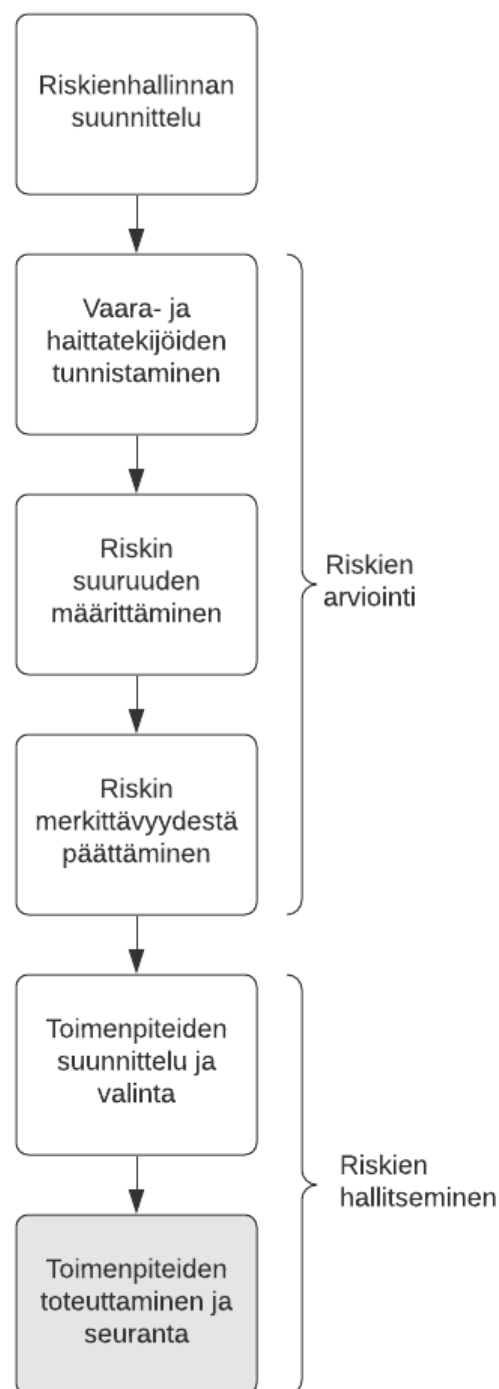 Riskienhallinnan
suunnittelu
Vaara- ja
haittatekijöiden
tunnistaminen
Riskin
suuruuden
määrittäminen
Riskien
arviointi
Riskin
merkittävyydestä
päättäminen
Toimenpiteiden
suunnittelu ja
valinta
Riskien
hallitseminen
Toimenpiteiden
toteuttaminen ja
seuranta